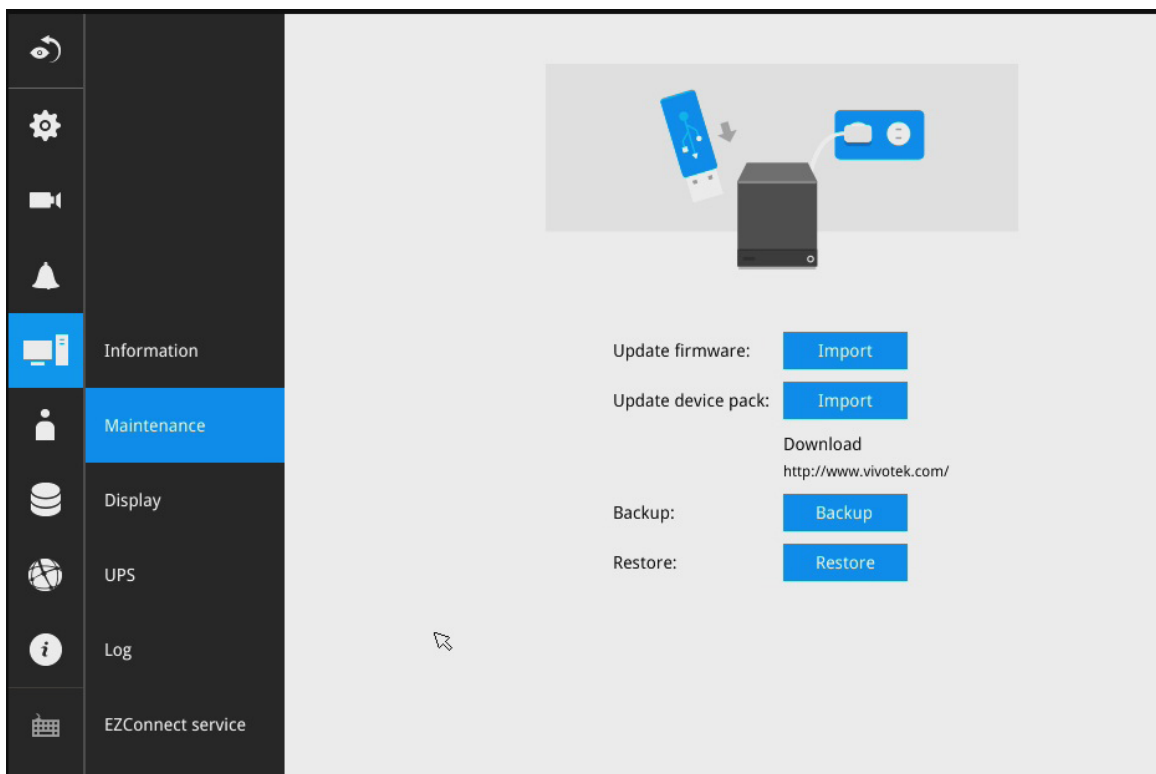 Information
Maintenance
Display
UPS
Log
EZConnect service
Update firmware: Import
Update device pack: Import
Download
http://www.vivotek.com/
Backup: Backup
Restore: Restore